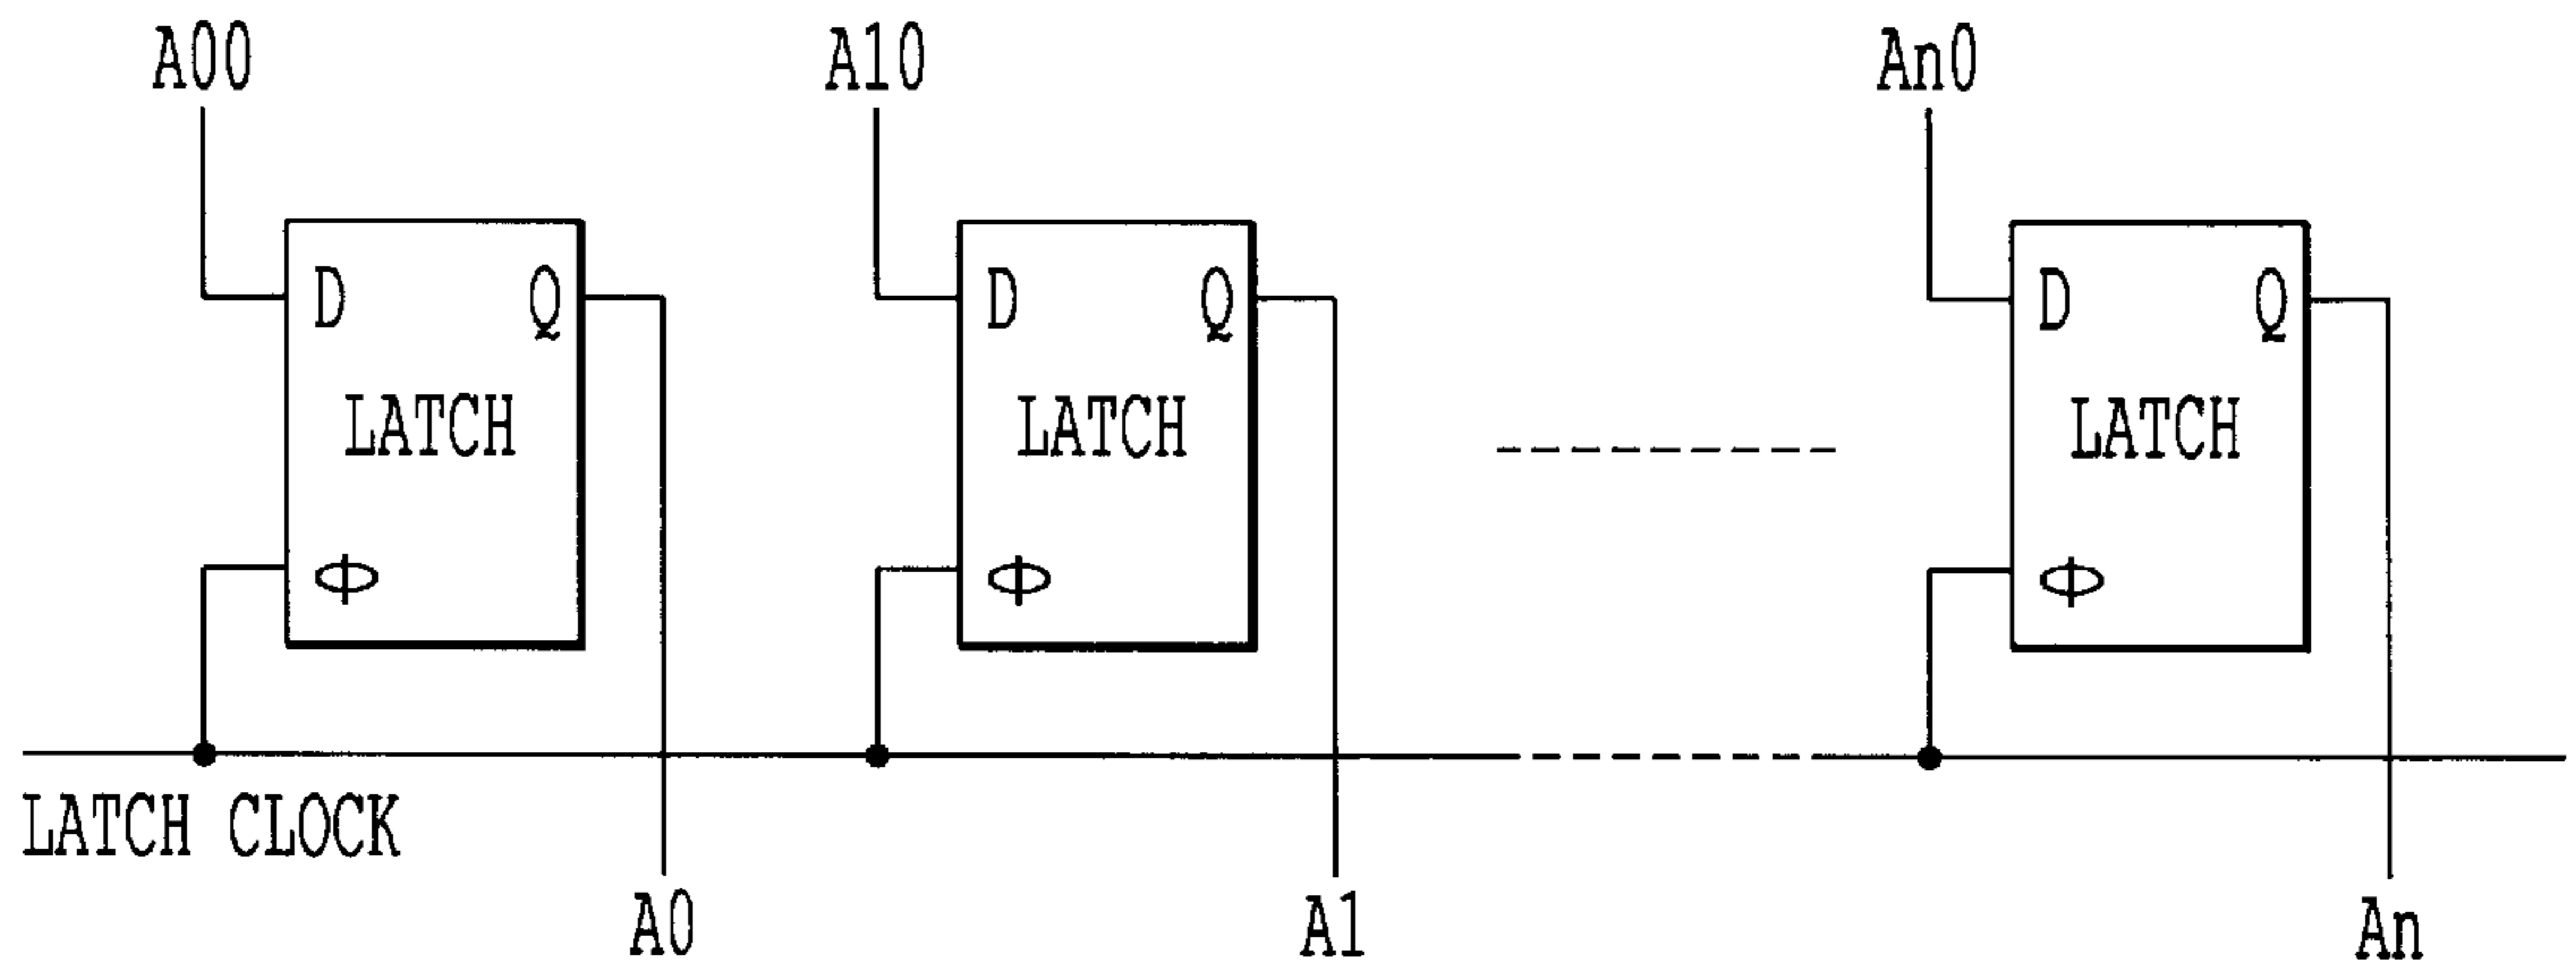 A00 A10 An0
D Q D Q D Q
LATCH LATCH LATCH
Φ Φ Φ
LATCH CLOCK
A0 A1 An